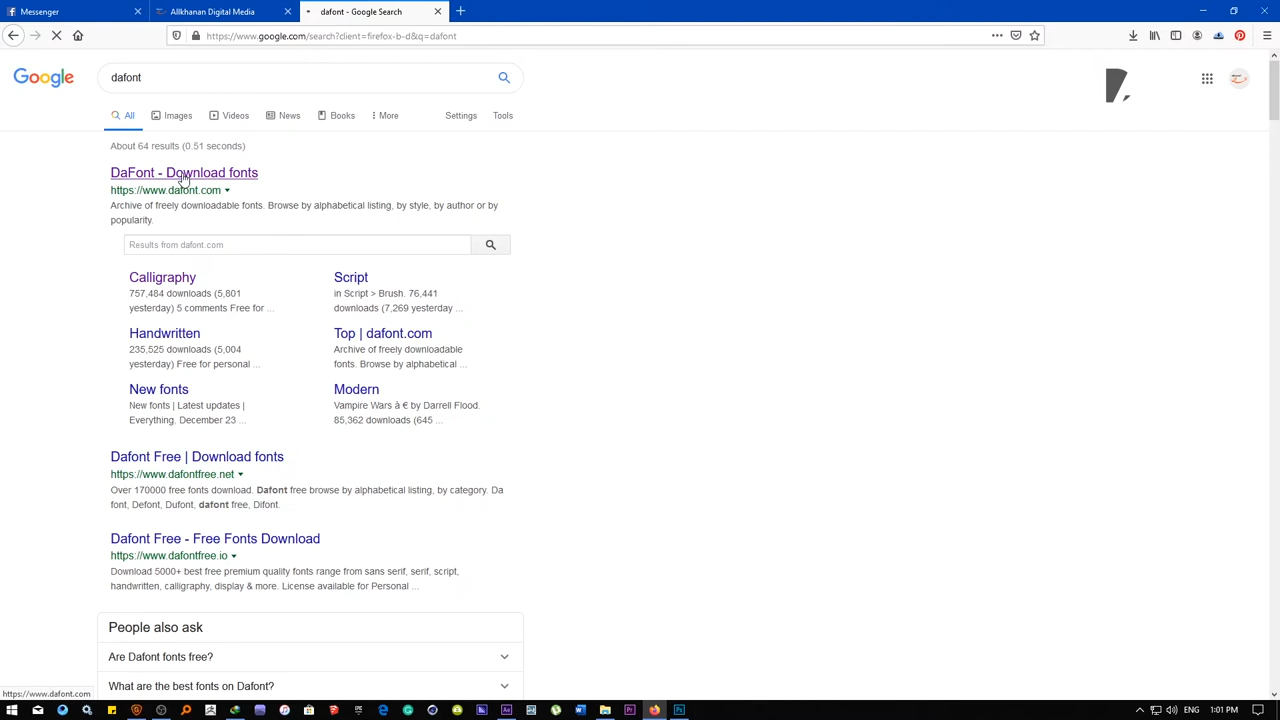 Messenger
Allkhanan Digital Media
dafont - Google Search
https://www.google.com/search?client=firefox-b-d&q=dafont
Google
dafont
All
Images
Videos
News
Books
More
Settings
Tools
About 64 results (0.51 seconds)
DaFont - Download fonts
https://www.dafont.com
Archive of freely downloadable fonts. Browse by alphabetical listing, by style, by author or by
popularity.
Results from dafont.com
Calligraphy
757,484 downloads (5,801
yesterday) 5 comments Free for ...
Script
in Script > Brush. 76,441
downloads (7,269 yesterday ...
Handwritten
235,525 downloads (5,004
yesterday) Free for personal ...
Top | dafont.com
Archive of freely downloadable
fonts. Browse by alphabetical ...
New fonts
New fonts | Latest updates |
Everything. December 23 ...
Modern
Vampire Wars à € by Darrell Flood.
85,362 downloads (645 ...
Dafont Free | Download fonts
https://www.dafontfree.net
Over 170000 free fonts download. Dafont free browse by alphabetical listing, by category. Da
font, Defont, Dufont, dafont free, Difont.
Dafont Free - Free Fonts Download
https://www.dafontfree.io
Download 5000+ best free premium quality fonts range from sans serif, serif, script,
handwritten, calligraphy, display & more. License available for Personal ...
People also ask
Are Dafont fonts free?
What are the best fonts on Dafont?
https://www.dafont.com
ENG
1:01 PM